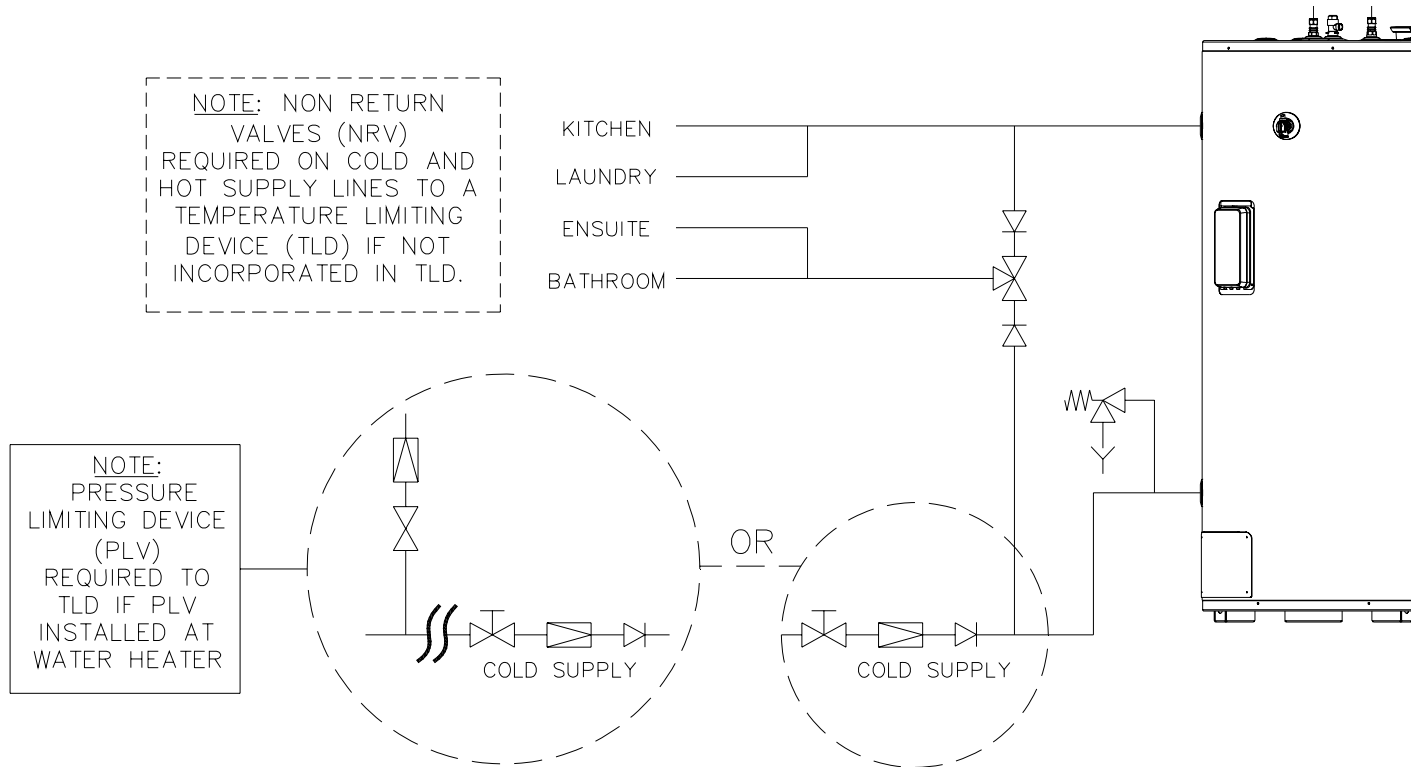 NOTE: NON RETURN
VALVES (NRV)
REQUIRED ON COLD AND
HOT SUPPLY LINES TO A
TEMPERATURE LIMITING
DEVICE (TLD) IF NOT
INCORPORATED IN TLD.
KITCHEN
LAUNDRY
ENSUITE
BATHROOM
NOTE:
PRESSURE
LIMITING DEVICE
(PLV)
REQUIRED TO
TLD IF PLV
INSTALLED AT
WATER HEATER
OR
COLD SUPPLY
COLD SUPPLY